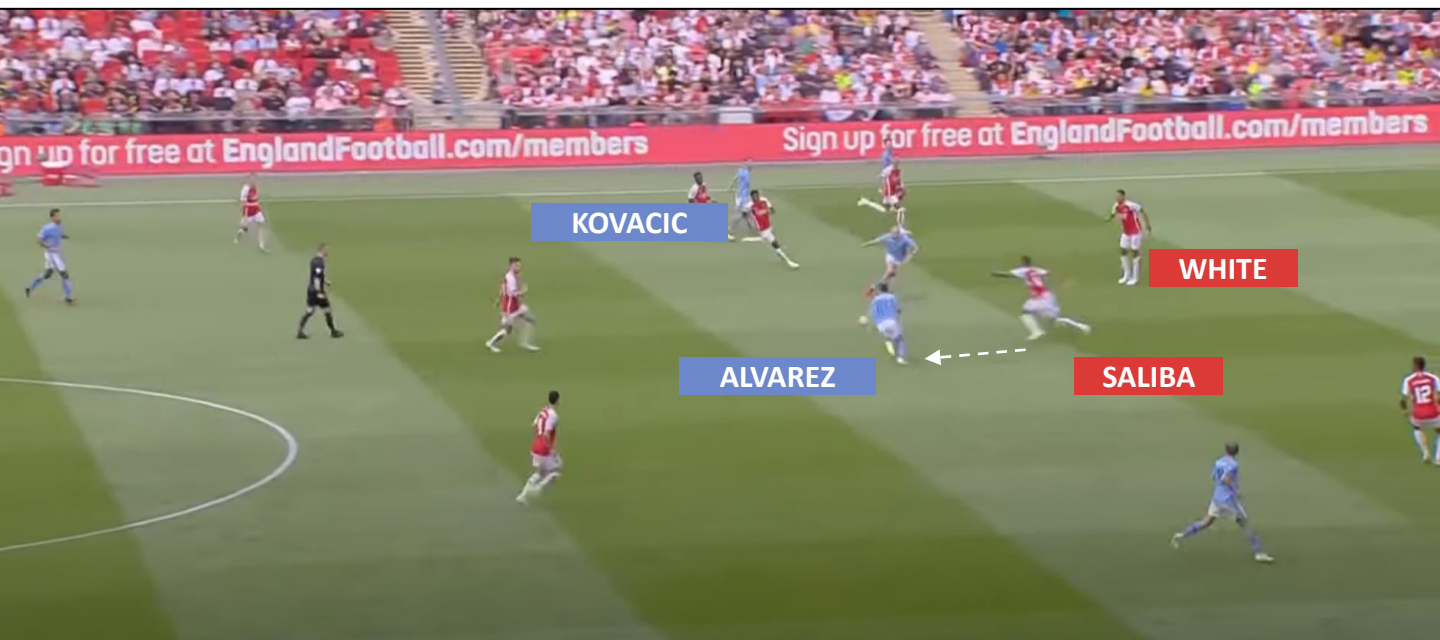 gn up for free at EnglandFootball.com/members
Sign up for free at EnglandFootball.com/members
KOVACIC
WHITE
ALVAREZ
SALIBA
12